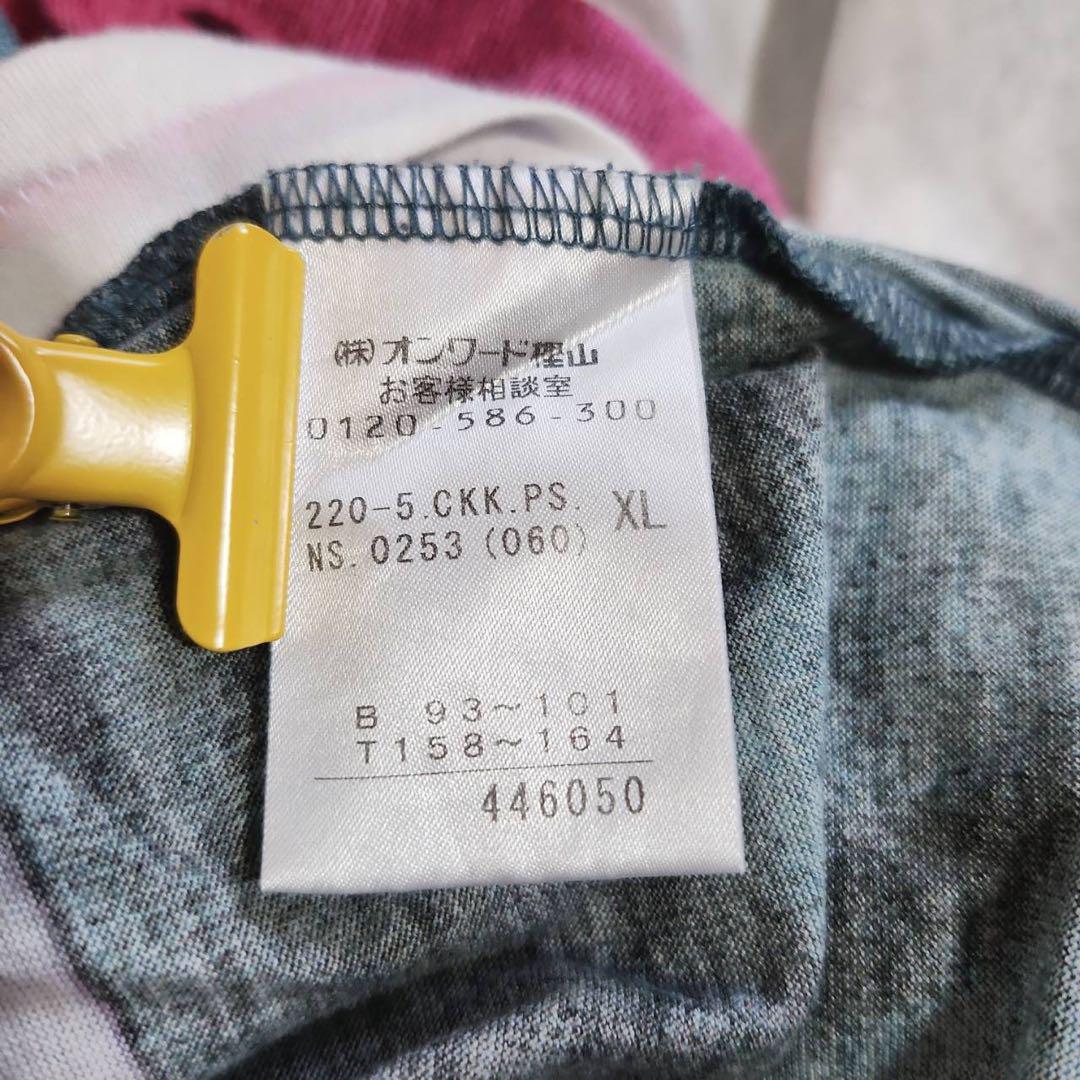 (株)オンワード樫山
お客様相談室
0120-586-300
220-5.CKK.PS.
NS.0253(060) XL
B 93~101
T158~164
446050